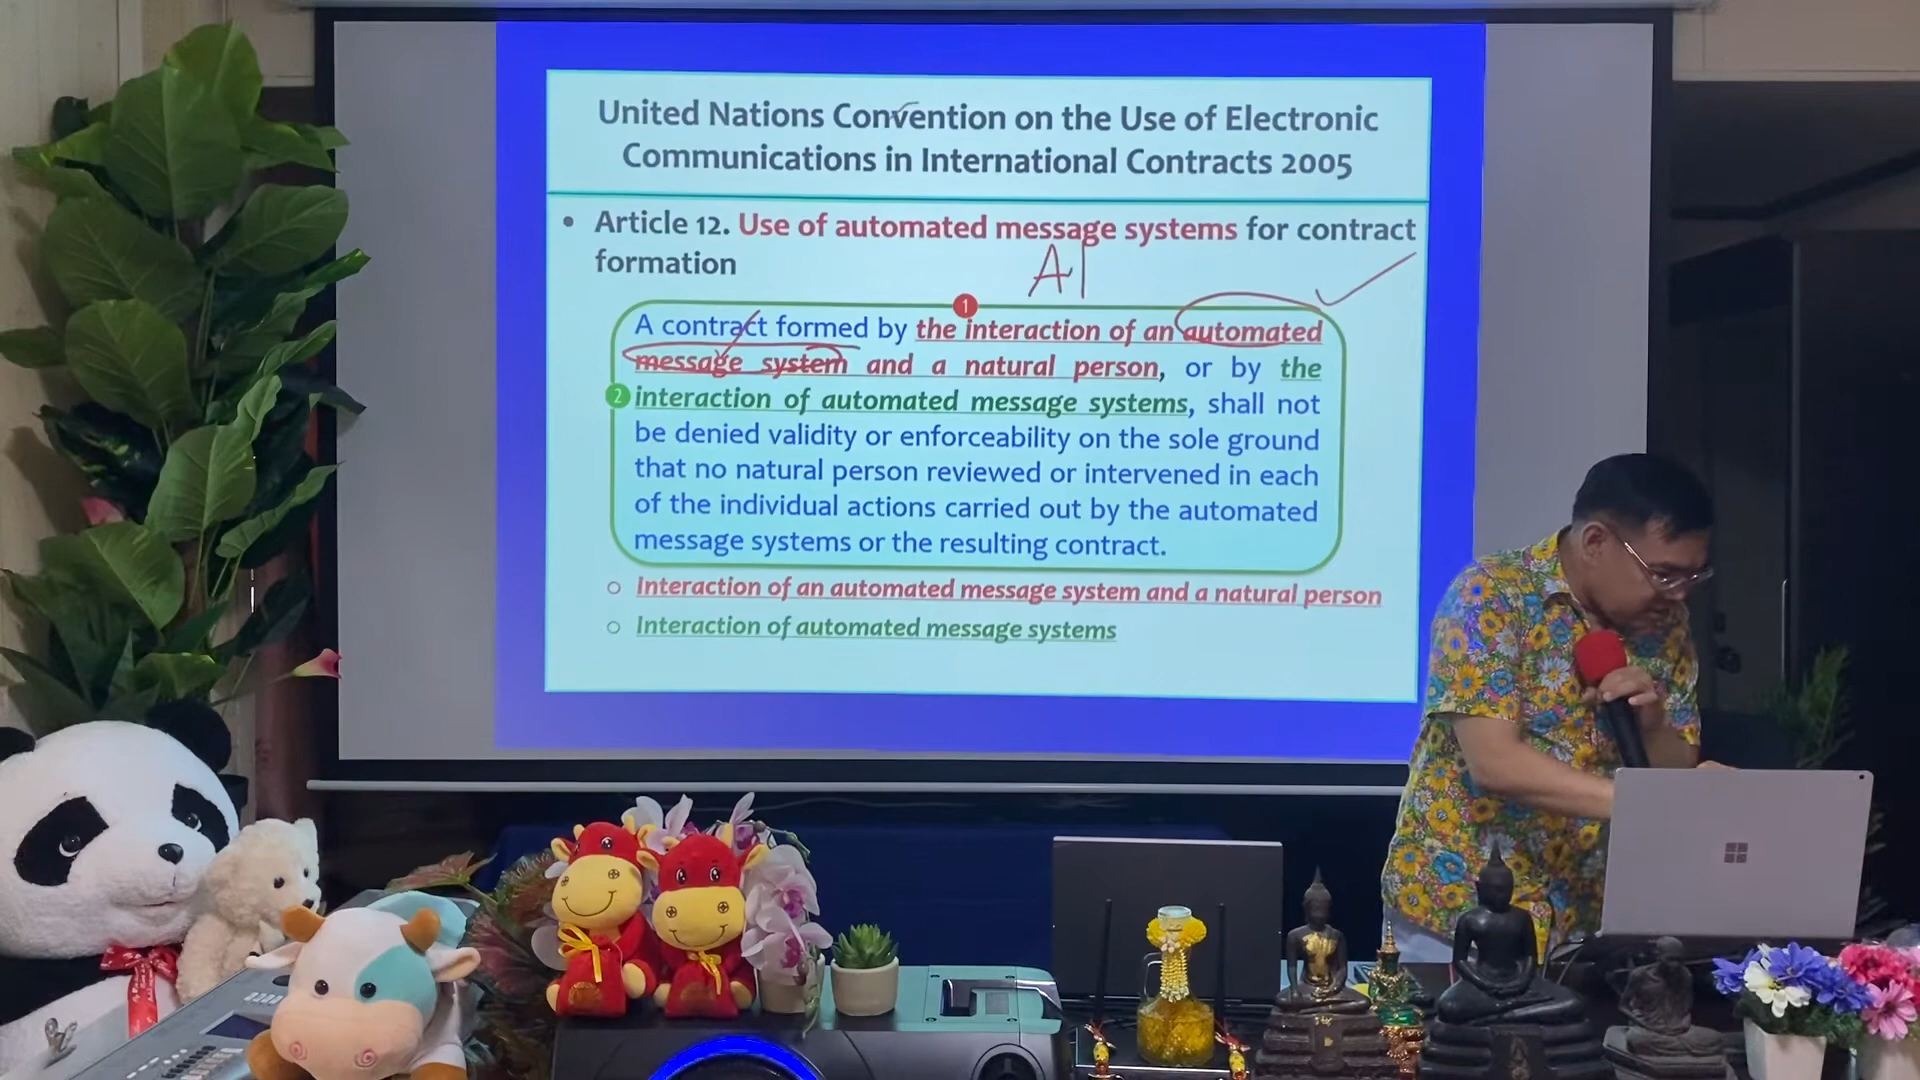 United Nations Convention on the Use of Electronic
Communications in International Contracts 2005
• Article 12. Use of automated message systems for contract
formation
AI
1
A contract formed by the interaction of an automated
message system and a natural person, or by the
2 interaction of automated message systems, shall not
be denied validity or enforceability on the sole ground
that no natural person reviewed or intervened in each
of the individual actions carried out by the automated
message systems or the resulting contract.
○ Interaction of an automated message system and a natural person
○ Interaction of automated message systems